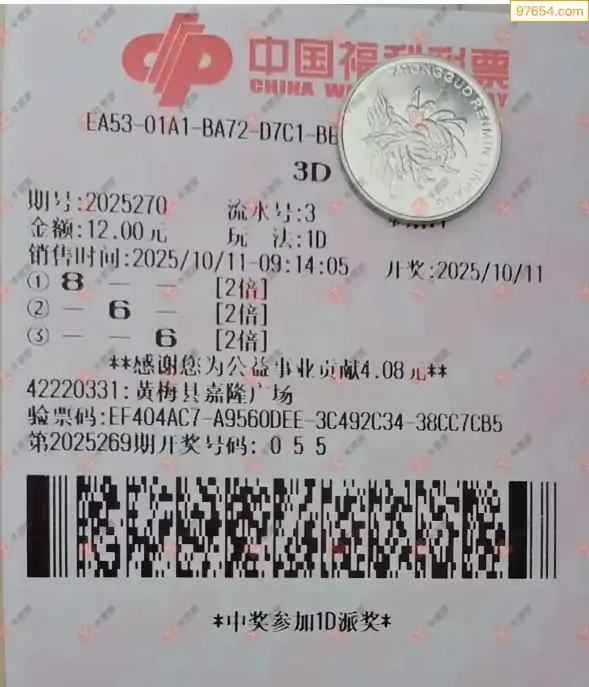 97654.com
中国福利彩票
CHINA W
EA53-01A1-BA72-D7C1-BE
ZHONGGUO RENMIN YINHANG
3D
期号:2025270 流水号:3
金额:12.00元 玩 法:1D
销售时间:2025/10/11-09:14:05 开奖:2025/10/11
① 8 — — [2倍]
② — 6 — [2倍]
③ — — 6 [2倍]
**感谢您为公益事业贡献4.08元**
42220331:黄梅县嘉隆广场
验票码:EF404AC7-A9560DEE-3C492C34-38CC7CB5
第2025269期开奖号码: 0 5 5
*中奖参加1D派奖*